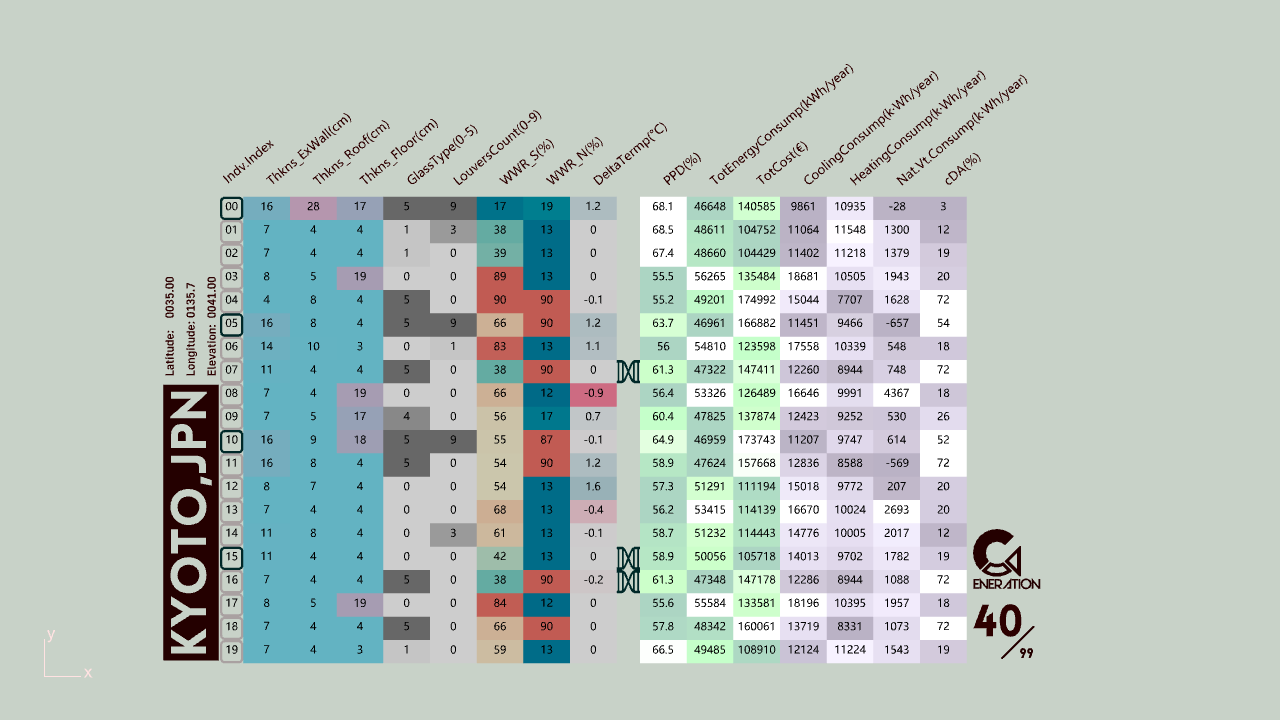 Indv.Index Thkns_ExWall(cm) Thkns_Roof(cm) Thkns_Floor(cm) GlassType(0-5) LouversCount(0-9) WWR_S(%) WWR_N(%) DeltaTermp(°C) PPD(%) TotEnergyConsump(kWh/year) TotCost(€) CoolingConsump(k·Wh/year) HeatingConsump(k·Wh/year) Nat.Vt.Consump(k·Wh/year) cDA(%)
00 16 28 17 5 9 17 19 1.2 68.1 46648 140585 9861 10935 -28 3
01 7 4 4 1 3 38 13 0 68.5 48611 104752 11064 11548 1300 12
02 7 4 4 1 0 39 13 0 67.4 48660 104429 11402 11218 1379 19
03 8 5 19 0 0 89 13 0 55.5 56265 135484 18681 10505 1943 20
04 4 8 4 5 0 90 90 -0.1 55.2 49201 174992 15044 7707 1628 72
05 16 8 4 5 9 66 90 1.2 63.7 46961 166882 11451 9466 -657 54
06 14 10 3 0 1 83 13 1.1 56 54810 123598 17558 10339 548 18
07 11 4 4 5 0 38 90 0 61.3 47322 147411 12260 8944 748 72
08 7 4 19 0 0 66 12 -0.9 56.4 53326 126489 16646 9991 4367 18
09 7 5 17 4 0 56 17 0.7 60.4 47825 137874 12423 9252 530 26
10 16 9 18 5 9 55 87 -0.1 64.9 46959 173743 11207 9747 614 52
11 16 8 4 5 0 54 90 1.2 58.9 47624 157668 12836 8588 -569 72
12 8 7 4 0 0 54 13 1.6 57.3 51291 111194 15018 9772 207 20
13 7 4 4 0 0 68 13 -0.4 56.2 53415 114139 16670 10024 2693 20
14 11 8 4 0 3 61 13 -0.1 58.7 51232 114443 14776 10005 2017 12
15 11 4 4 0 0 42 13 0 58.9 50056 105718 14013 9702 1782 19
16 7 4 4 5 0 38 90 -0.2 61.3 47348 147178 12286 8944 1088 72
17 8 5 19 0 0 84 12 0 55.6 55584 133581 18196 10395 1957 18
18 7 4 4 5 0 66 90 0 57.8 48342 160061 13719 8331 1073 72
19 7 4 3 1 0 59 13 0 66.5 49485 108910 12124 11224 1543 19
Latitude: 0035.00
Longitude: 0135.7
Elevation: 0041.00
KYOTO,JPN
GENERATION
40/99
y
x